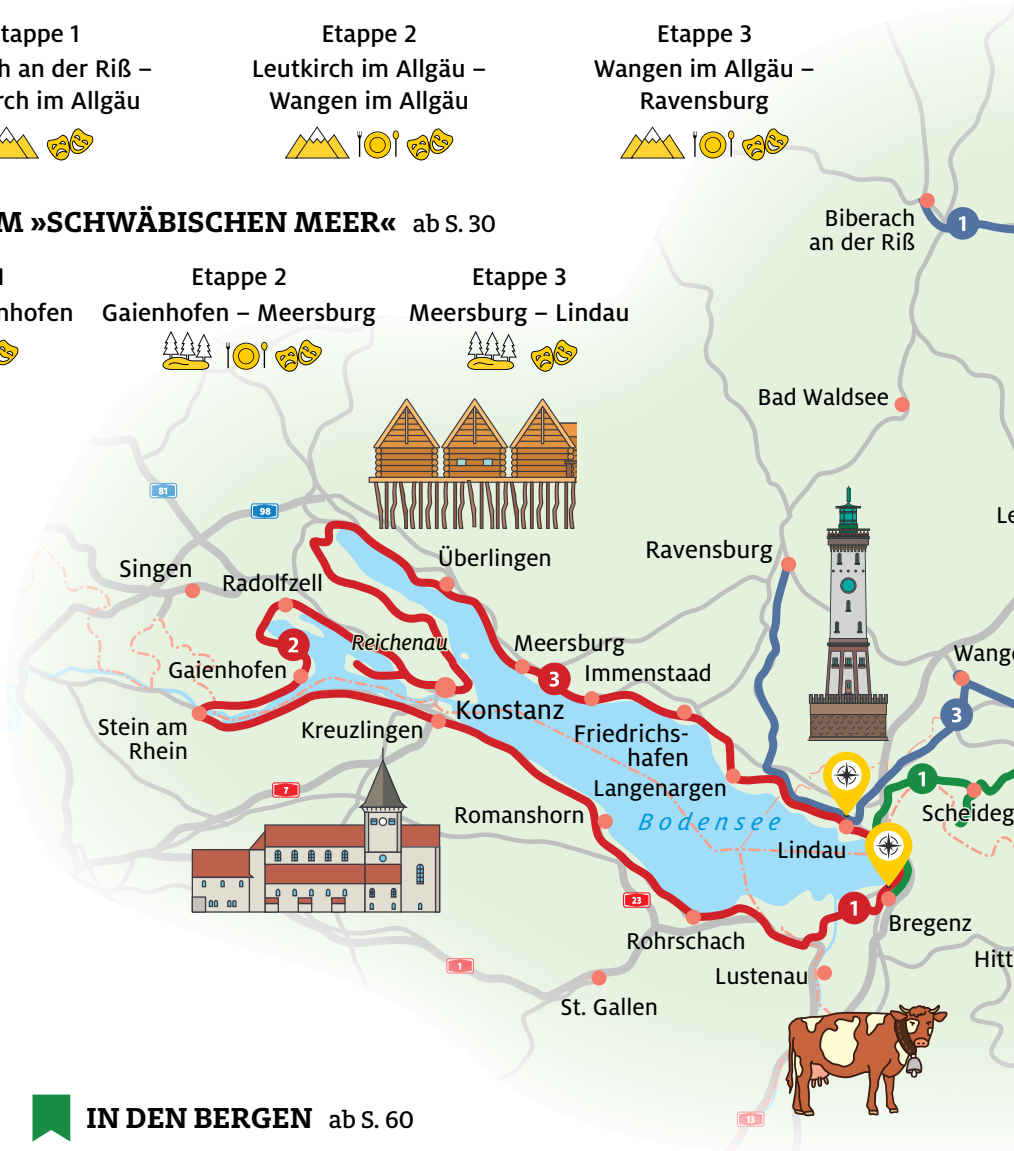 tappe 1
h an der Riß –
rch im Allgäu
Etappe 2
Leutkirch im Allgäu –
Wangen im Allgäu
Etappe 3
Wangen im Allgäu –
Ravensburg
M »SCHWÄBISCHEN MEER« ab S. 30
1
nhofen
Etappe 2
Gaienhofen – Meersburg
Etappe 3
Meersburg – Lindau
Biberach
an der Riß
1
Bad Waldsee
81
98
Le
Überlingen
Ravensburg
Singen
Radolfzell
Reichenau
2
Meersburg
Wange
Gaienhofen
3
Immenstaad
Konstanz
3
Stein am
Rhein
Kreuzlingen
Friedrichs-
hafen
1
Langenargen
7
Romanshorn
Bodensee
Scheideg
Lindau
23
1
Bregenz
Rohrschach
Hitt
1
Lustenau
St. Gallen
13
IN DEN BERGEN ab S. 60